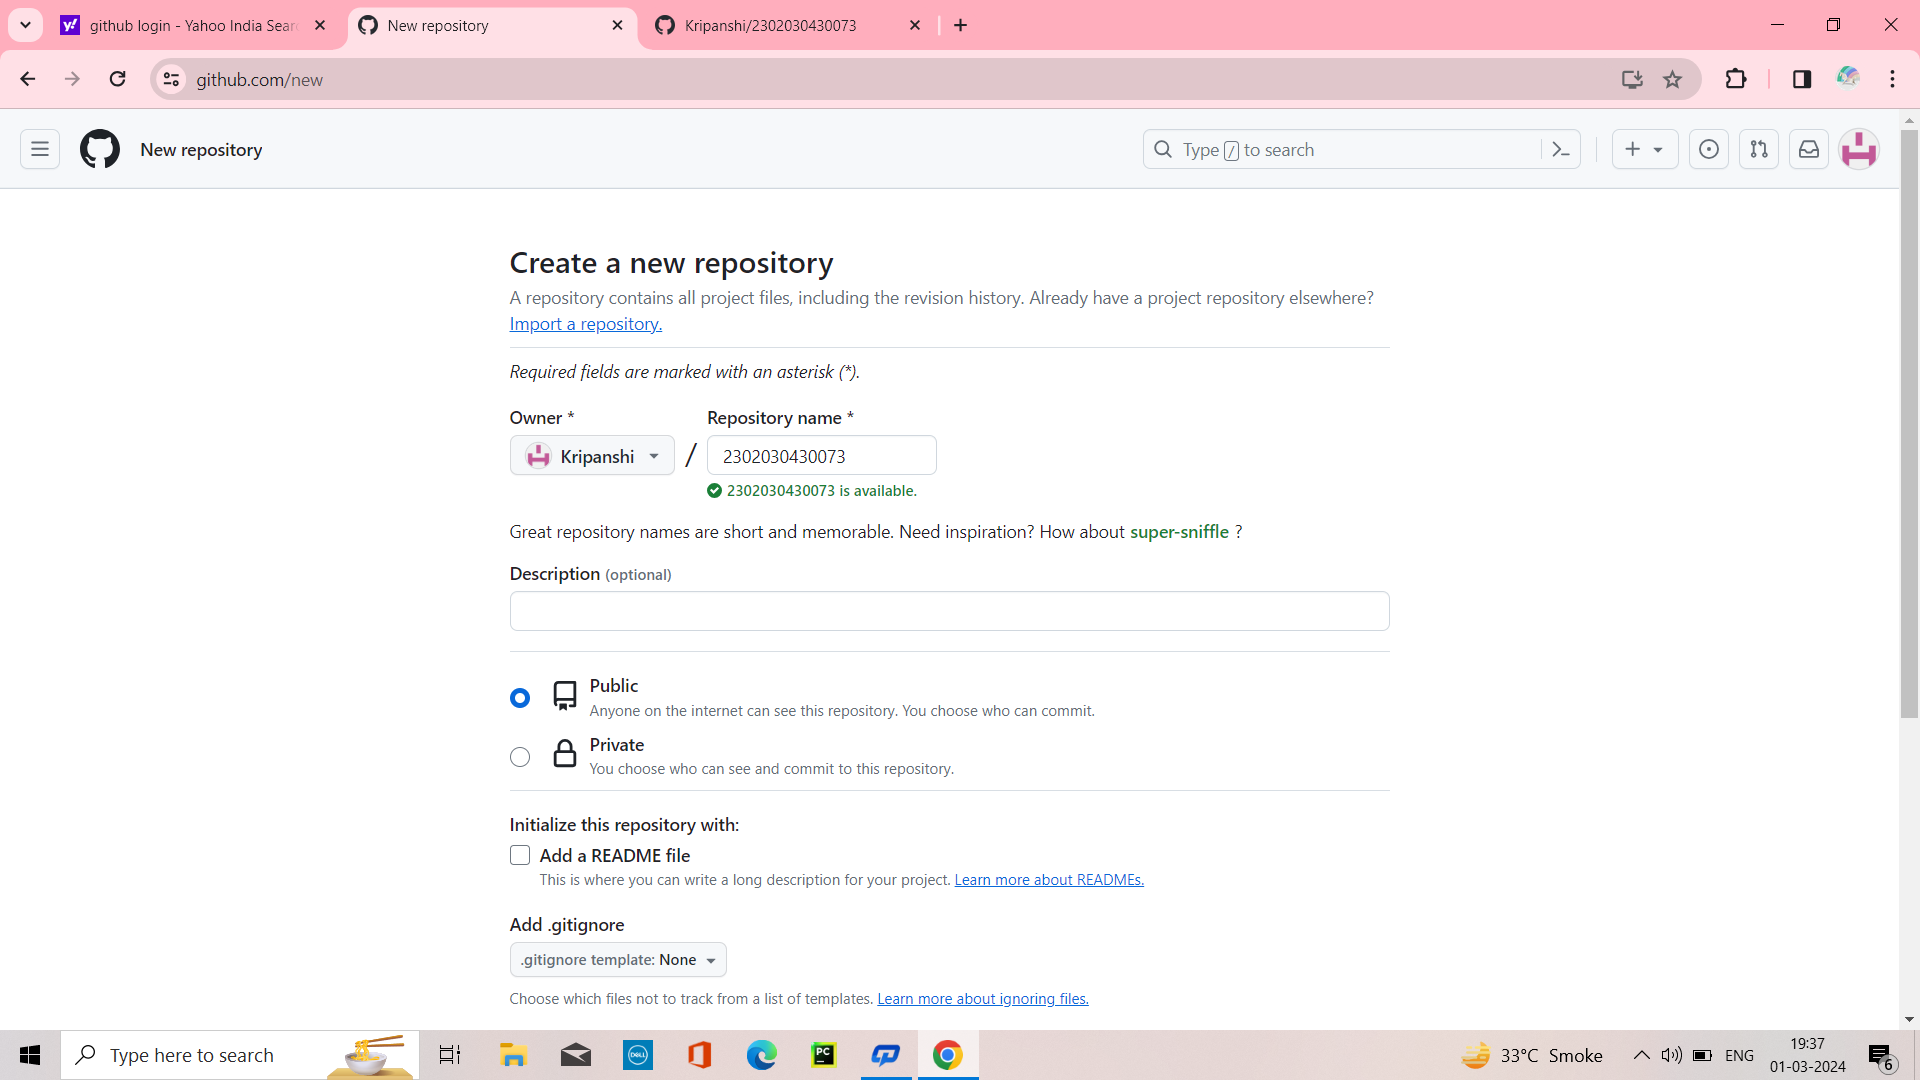 github login - Yahoo India Sear
New repository
Kripanshi/2302030430073
github.com/new
New repository
Type / to search
Create a new repository
A repository contains all project files, including the revision history. Already have a project repository elsewhere?
Import a repository.
Required fields are marked with an asterisk (*).
Owner *
Repository name *
Kripanshi
/
2302030430073
2302030430073 is available.
Great repository names are short and memorable. Need inspiration? How about super-sniffle ?
Description (optional)
Public
Anyone on the internet can see this repository. You choose who can commit.
Private
You choose who can see and commit to this repository.
Initialize this repository with:
Add a README file
This is where you can write a long description for your project. Learn more about READMEs.
Add .gitignore
.gitignore template: None
Choose which files not to track from a list of templates. Learn more about ignoring files.
Type here to search
DELL
PC
33°C Smoke
ENG
19:37
01-03-2024
6